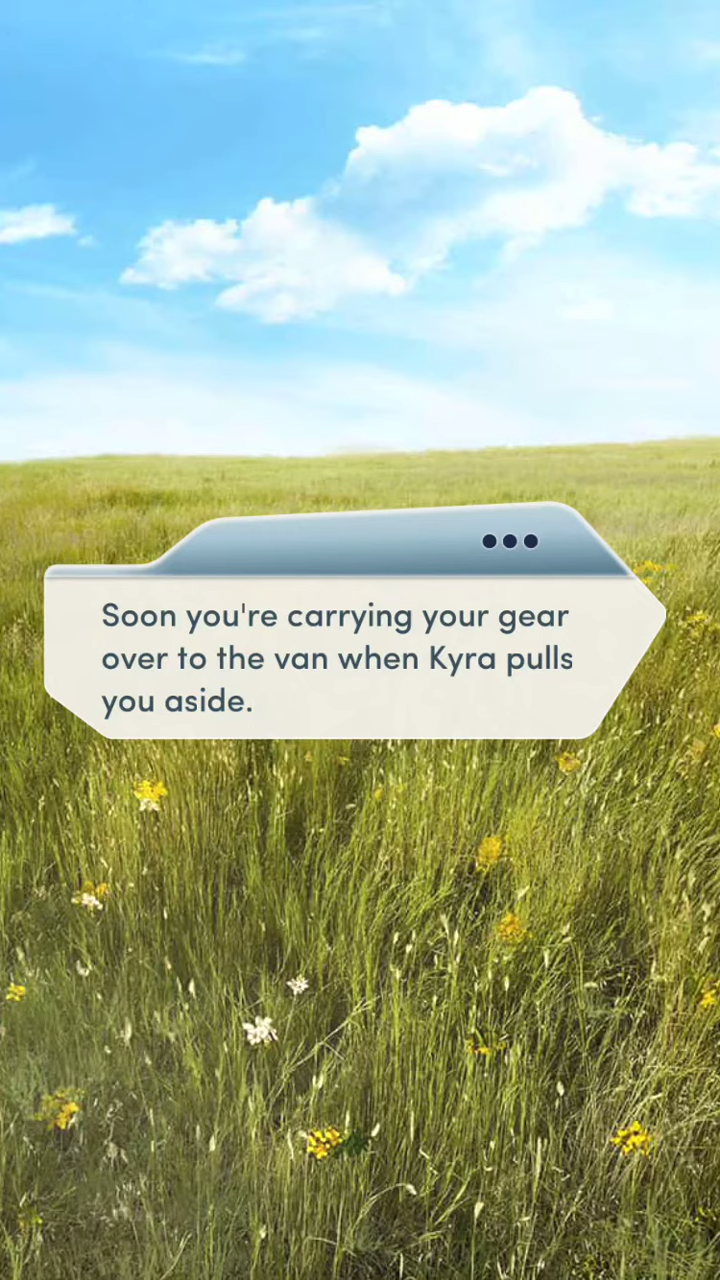 Soon you're carrying your gear
over to the van when Kyra pulls
you aside.